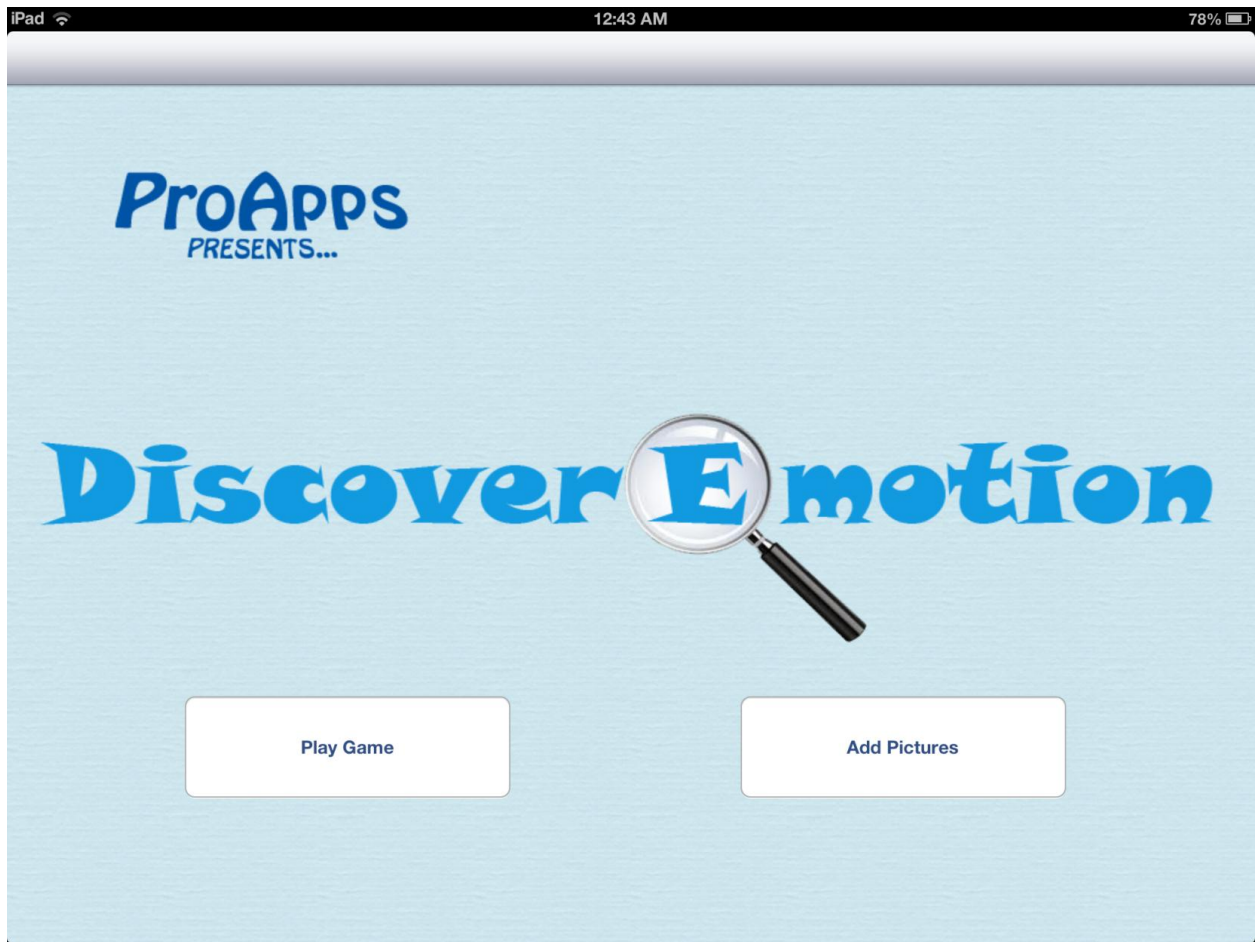 iPad 12:43 AM 78%
ProApps
PRESENTS...
Discover Emotion
Play Game Add Pictures